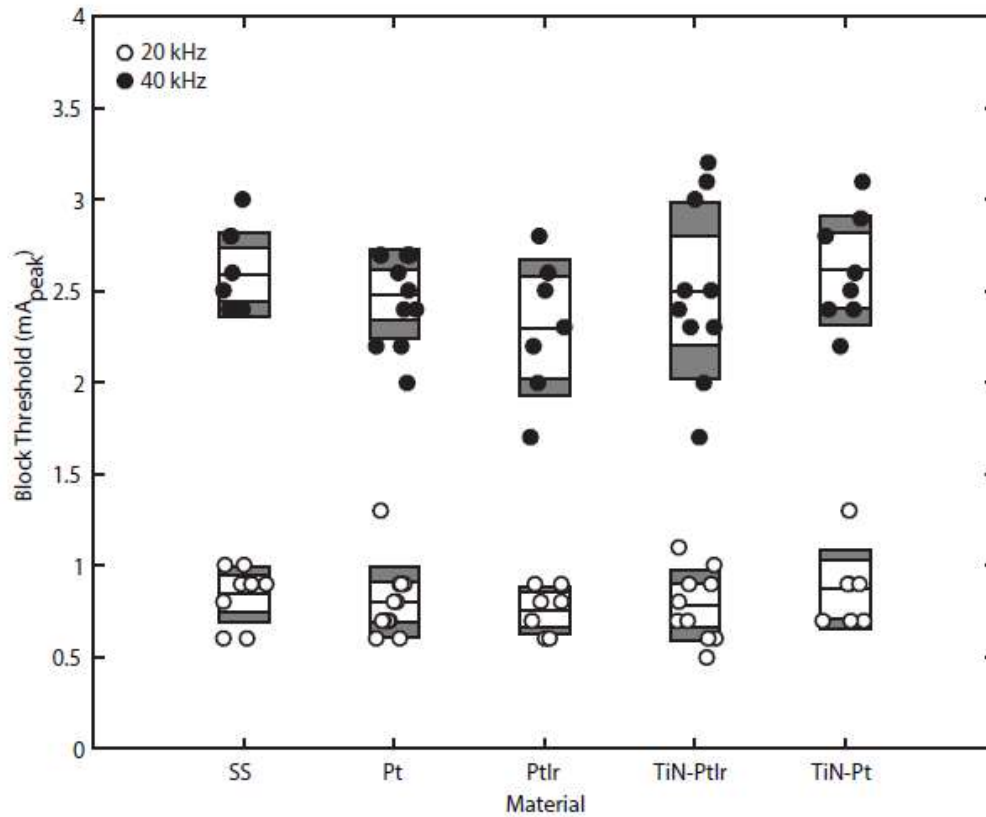 4
20 kHz
40 kHz
3.5
3
2.5
2
1.5
1
0.5
0
Block Threshold (mApeak)
SS Pt PtIr TiN-PtIr TiN-Pt
Material